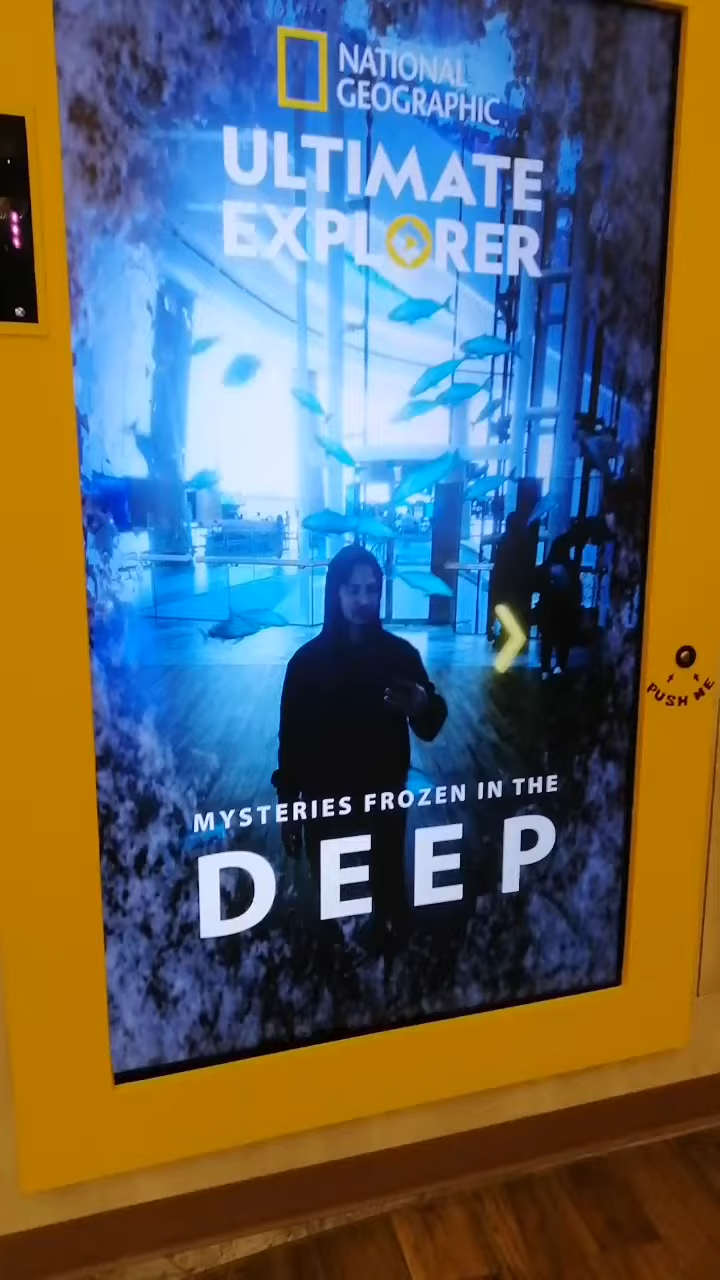 NATIONAL
GEOGRAPHIC
ULTIMATE
EXPLORER
PUSH ME
MYSTERIES FROZEN IN THE
DEEP